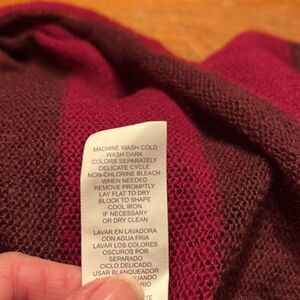 MACHINE WASH COLD
WASH DARK
COLORS SEPARATELY
DELICATE CYCLE
NON-CHLORINE BLEACH
WHEN NEEDED
REMOVE PROMPTLY
LAY FLAT TO DRY
BLOCK TO SHAPE
COOL IRON
IF NECESSARY
OR DRY CLEAN
LAVAR EN LAVADORA
CON AGUA FRIA
LAVAR LOS COLORES
OSCUROS POR
SEPARADO
CICLO DELICADO
USAR BLANQUEADOR